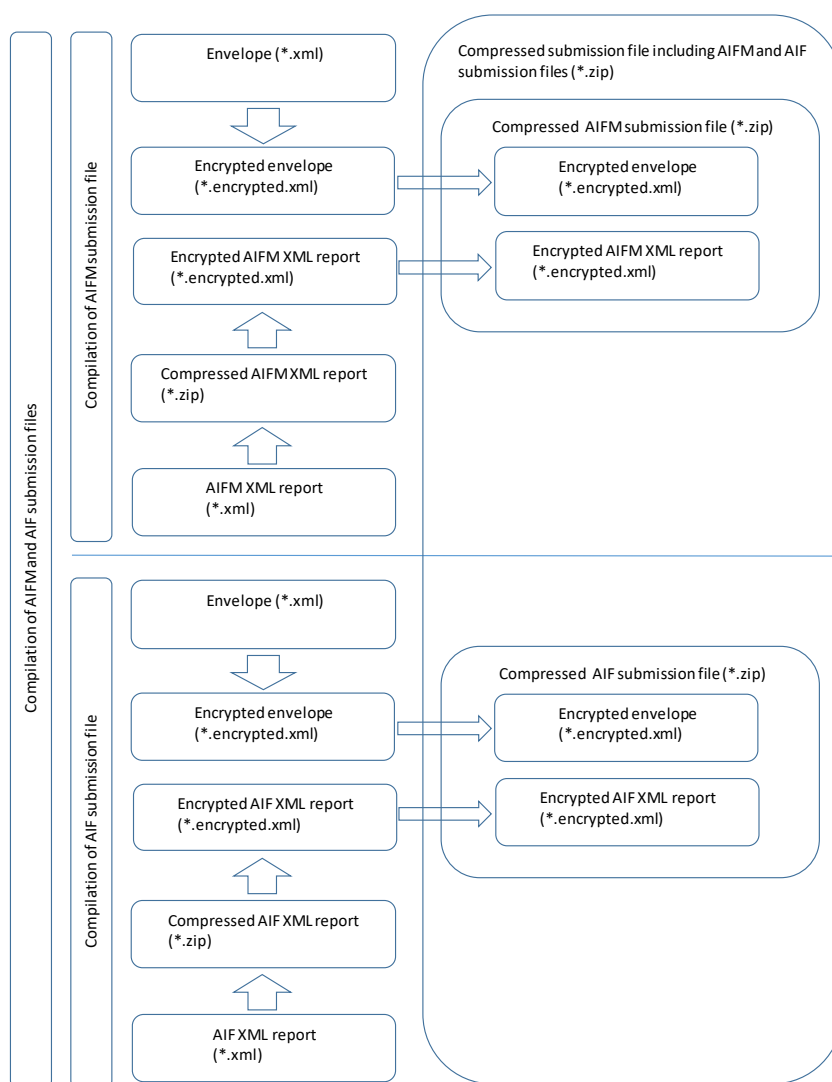 Compilation of AIFM and AIF submission files
Compilation of AIFM submission file
Envelope (*.xml)
Encrypted envelope
(*.encrypted.xml)
Encrypted AIFM XML report
(*.encrypted.xml)
Compressed AIFM XML report
(*.zip)
AIFM XML report
(*.xml)
Compressed submission file including AIFM and AIF
submission files (*.zip)
Compressed AIFM submission file (*.zip)
Encrypted envelope
(*.encrypted.xml)
Encrypted AIFM XML report
(*.encrypted.xml)
Compilation of AIF submission file
Envelope (*.xml)
Encrypted envelope
(*.encrypted.xml)
Encrypted AIF XML report
(*.encrypted.xml)
Compressed AIF XML report
(*.zip)
AIF XML report
(*.xml)
Compressed AIF submission file (*.zip)
Encrypted envelope
(*.encrypted.xml)
Encrypted AIF XML report
(*.encrypted.xml)